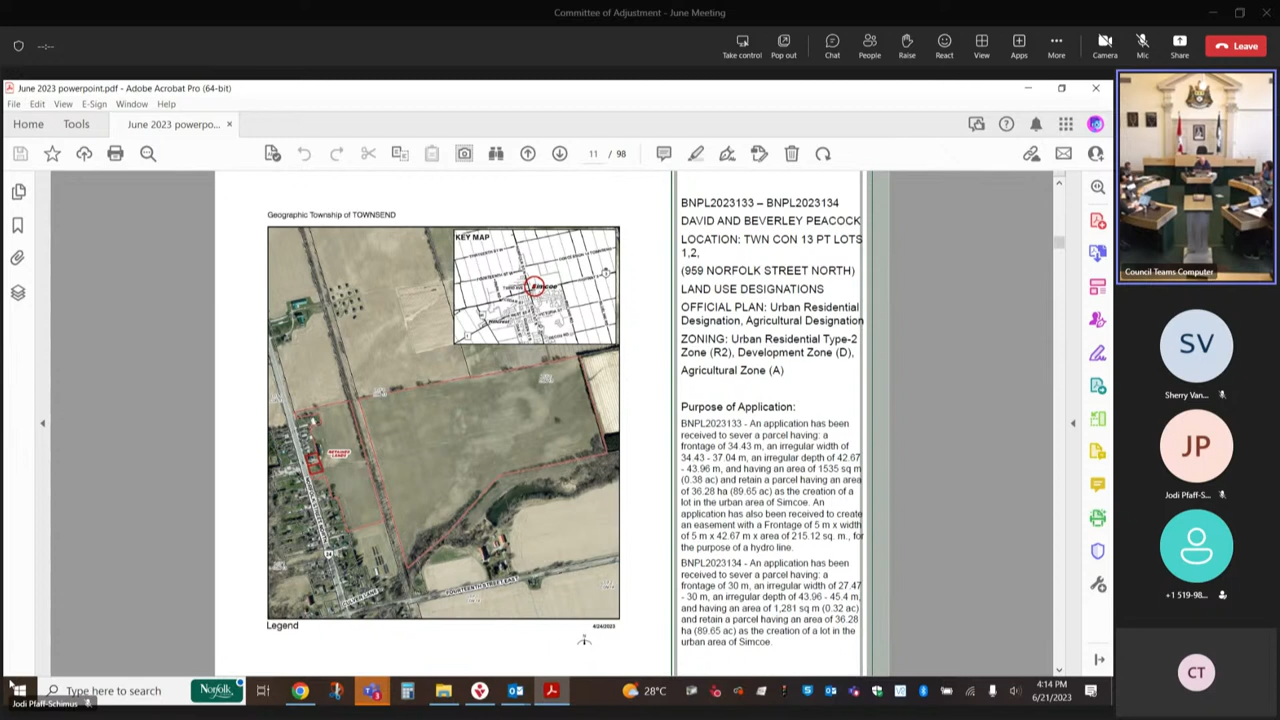 Committee of Adjustment - June Meeting
--:--
Take control
Pop out
Chat
People
Raise
React
View
Apps
More
Camera
Mic
Share
Leave
June 2023 powerpoint.pdf - Adobe Acrobat Pro (64-bit)
File Edit View E-Sign Window Help
Home Tools June 2023 powerpo... ×
11 / 98
Geographic Township of TOWNSEND
KEY MAP
Simcoe
RETAINED LANDS
24
FOURTEENTH STREET EAST
Legend
4/24/2023
BNPL2023133 – BNPL2023134
DAVID AND BEVERLEY PEACOCK
LOCATION: TWN CON 13 PT LOTS
1,2,
(959 NORFOLK STREET NORTH)
LAND USE DESIGNATIONS
OFFICIAL PLAN: Urban Residential
Designation, Agricultural Designation
ZONING: Urban Residential Type-2
Zone (R2), Development Zone (D),
Agricultural Zone (A)
Purpose of Application:
BNPL2023133 - An application has been
received to sever a parcel having: a
frontage of 34.43 m, an irregular width of
34.43 - 37.04 m, an irregular depth of 42.67
- 43.96 m, and having an area of 1535 sq m
(0.38 ac) and retain a parcel having an area
of 36.28 ha (89.65 ac) as the creation of a
lot in the urban area of Simcoe. An
application has also been received to create
an easement with a Frontage of 5 m x width
of 5 m x 42.67 m x area of 215.12 sq. m., for
the purpose of a hydro line.
BNPL2023134 - An application has been
received to sever a parcel having: a
frontage of 30 m, an irregular width of 27.47
- 30 m, an irregular depth of 43.96 - 45.4 m,
and having an area of 1,281 sq m (0.32 ac)
and retain a parcel having an area of 36.28
ha (89.65 ac) as the creation of a lot in the
urban area of Simcoe.
Council Teams Computer
SV
Sherry Van...
JP
Jodi Pfaff-S...
+1 519-98...
CT
Type here to search
Norfolk
28°C
4:14 PM
6/21/2023
Jodi Pfaff-Schimus